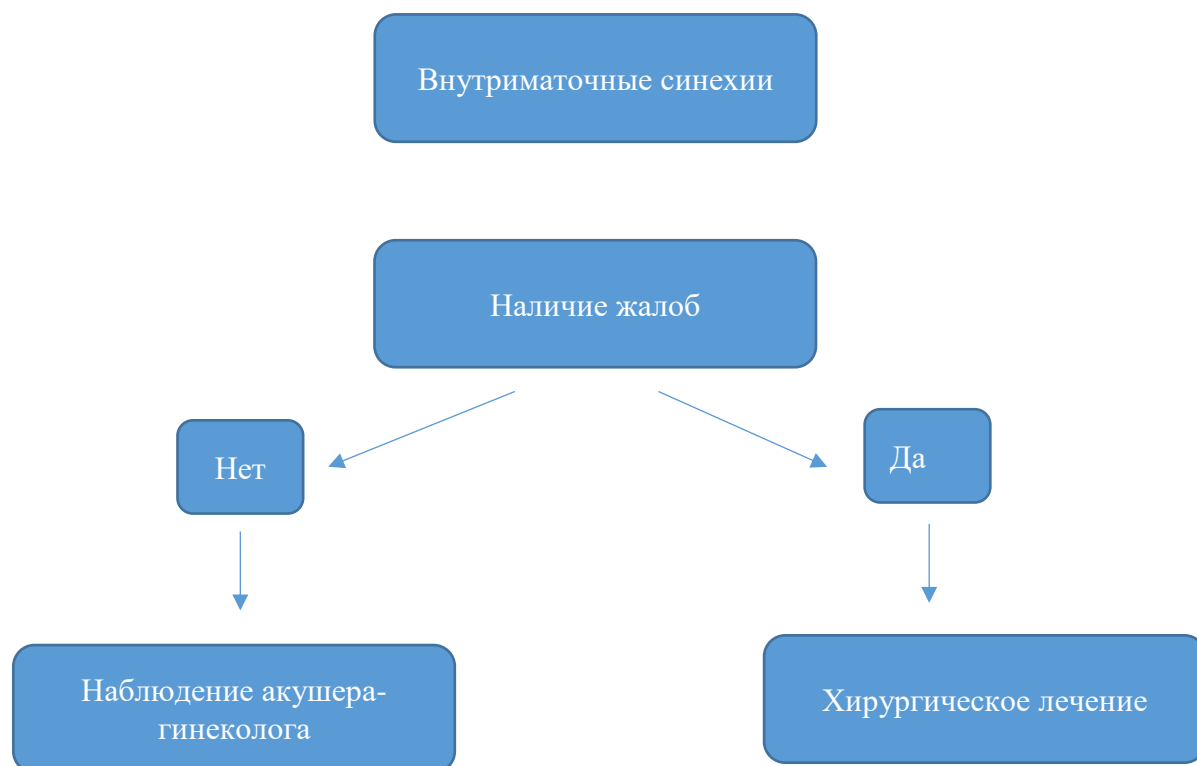 Внутриматочные синехии
Наличие жалоб
Нет
Да
Наблюдение акушера-
гинеколога
Хирургическое лечение